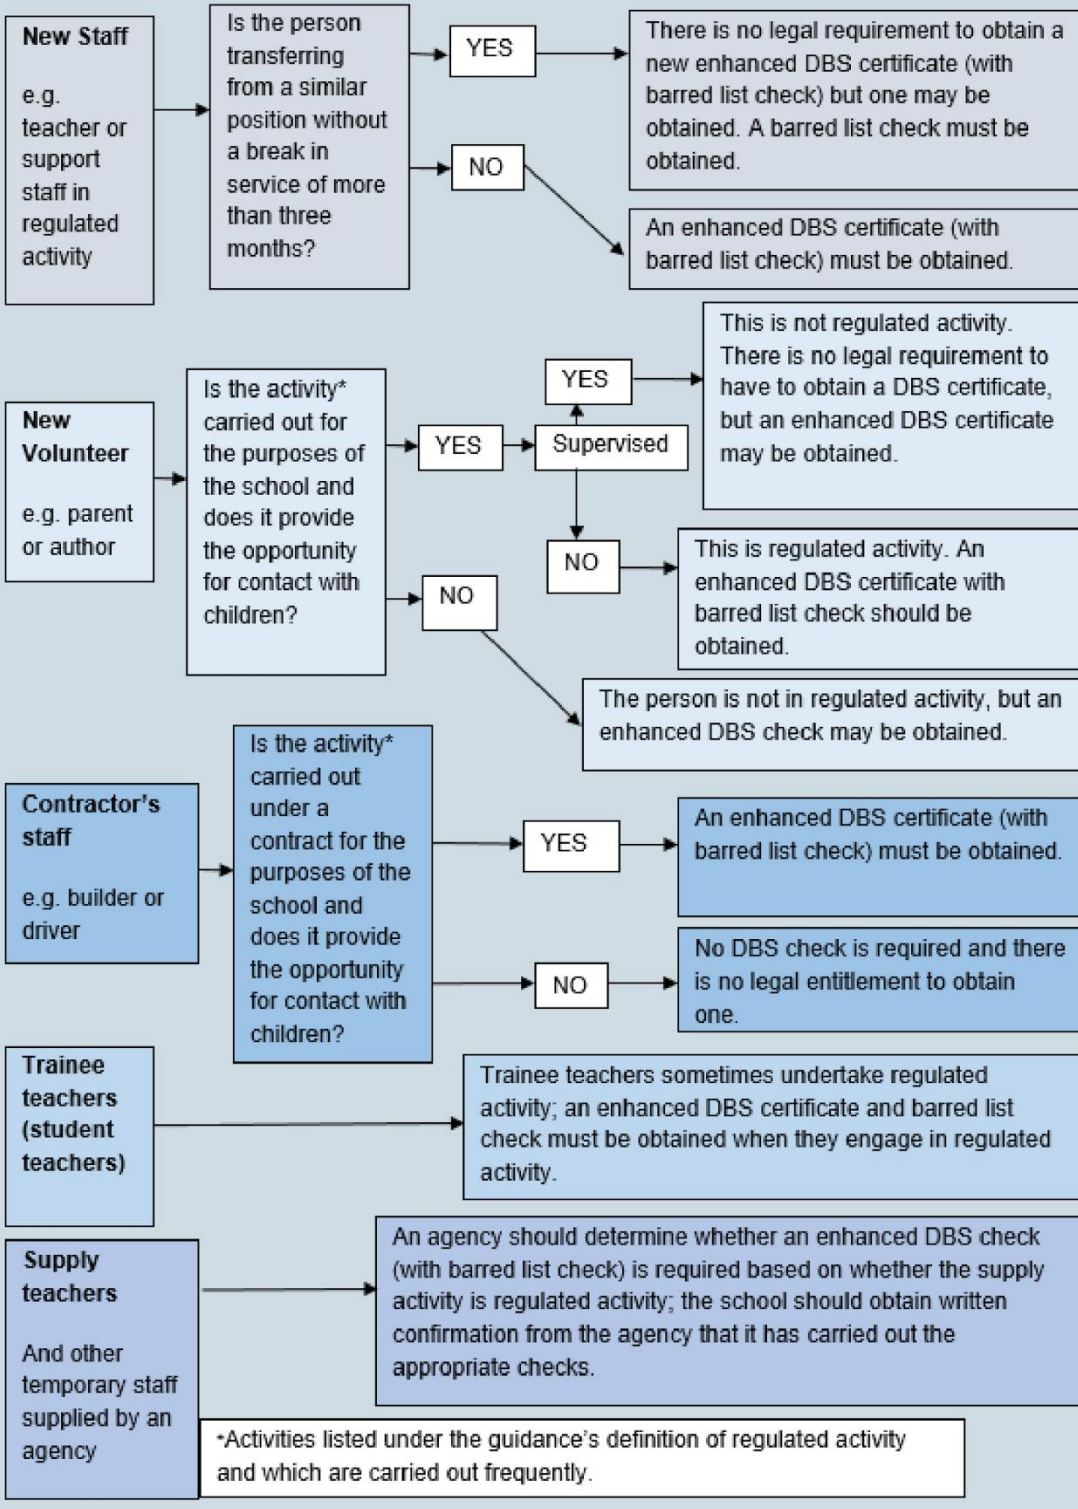 New Staff
e.g.
teacher or
support
staff in
regulated
activity
Is the person
transferring
from a similar
position without
a break in
service of more
than three
months?
YES
There is no legal requirement to obtain a
new enhanced DBS certificate (with
barred list check) but one may be
obtained. A barred list check must be
obtained.
NO
An enhanced DBS certificate (with
barred list check) must be obtained.
New
Volunteer
e.g. parent
or author
Is the activity*
carried out for
the purposes of
the school and
does it provide
the opportunity
for contact with
children?
YES
Supervised
YES
This is not regulated activity.
There is no legal requirement to
have to obtain a DBS certificate,
but an enhanced DBS certificate
may be obtained.
NO
This is regulated activity. An
enhanced DBS certificate with
barred list check should be
obtained.
NO
The person is not in regulated activity, but an
enhanced DBS check may be obtained.
Contractor's
staff
e.g. builder or
driver
Is the activity*
carried out
under a
contract for the
purposes of the
school and
does it provide
the opportunity
for contact with
children?
YES
An enhanced DBS certificate (with
barred list check) must be obtained.
NO
No DBS check is required and there
is no legal entitlement to obtain
one.
Trainee
teachers
(student
teachers)
Trainee teachers sometimes undertake regulated
activity; an enhanced DBS certificate and barred list
check must be obtained when they engage in regulated
activity.
Supply
teachers
And other
temporary staff
supplied by an
agency
An agency should determine whether an enhanced DBS check
(with barred list check) is required based on whether the supply
activity is regulated activity; the school should obtain written
confirmation from the agency that it has carried out the
appropriate checks.
*Activities listed under the guidance's definition of regulated activity
and which are carried out frequently.